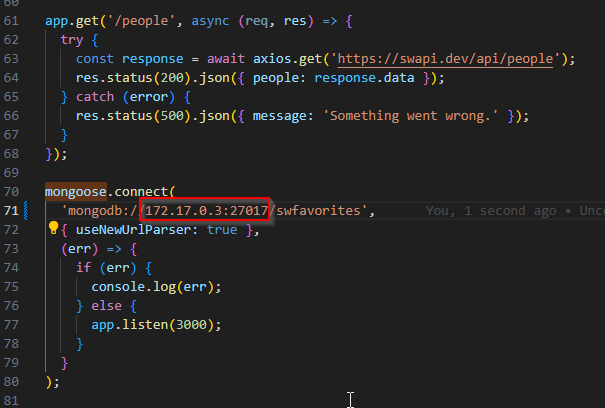 60
61 app.get('/people', async (req, res) => {
62 try {
63 const response = await axios.get('https://swapi.dev/api/people');
64 res.status(200).json({ people: response.data });
65 } catch (error) {
66 res.status(500).json({ message: 'Something went wrong.' });
67 }
68 });
69
70 mongoose.connect(
71 'mongodb://172.17.0.3:27017/swfavorites', You, 1 second ago • Unco
72 { useNewUrlParser: true },
73 (err) => {
74 if (err) {
75 console.log(err);
76 } else {
77 app.listen(3000);
78 }
79 }
80 );
81